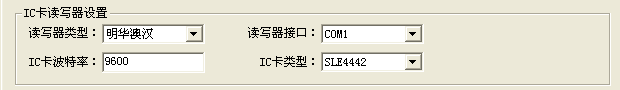 IC卡读写器设置
读写器类型： 明华澳汉 读写器接口： COM1
IC卡波特率： 9600 IC卡类型： SLE4442